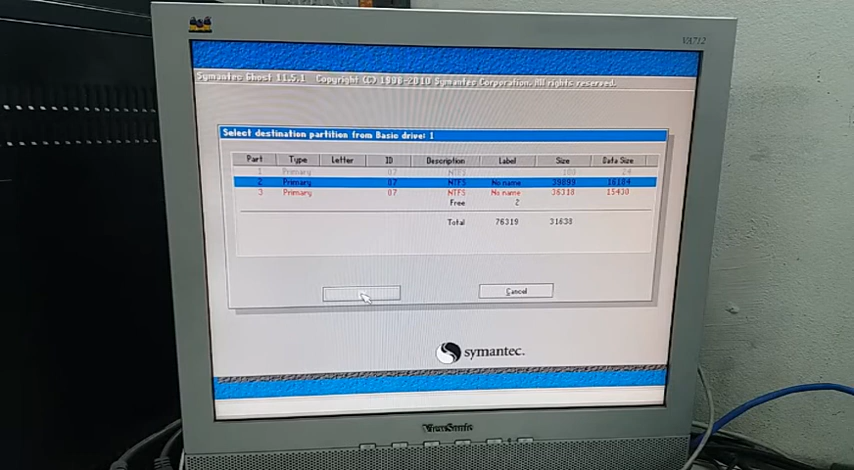 VA712
Symantec Ghost 11.5.1 Copyright (C) 1998-2010 Symantec Corporation. All rights reserved.
Select destination partition from Basic drive: 1
Part Type Letter ID Description Label Size Data Size
1 Primary 07 NTFS 100 24
2 Primary 07 NTFS No name 39899 16184
3 Primary 07 NTFS No name 36318 15430
Free 2
Total 76319 31638
Cancel
symantec.
ViewSonic